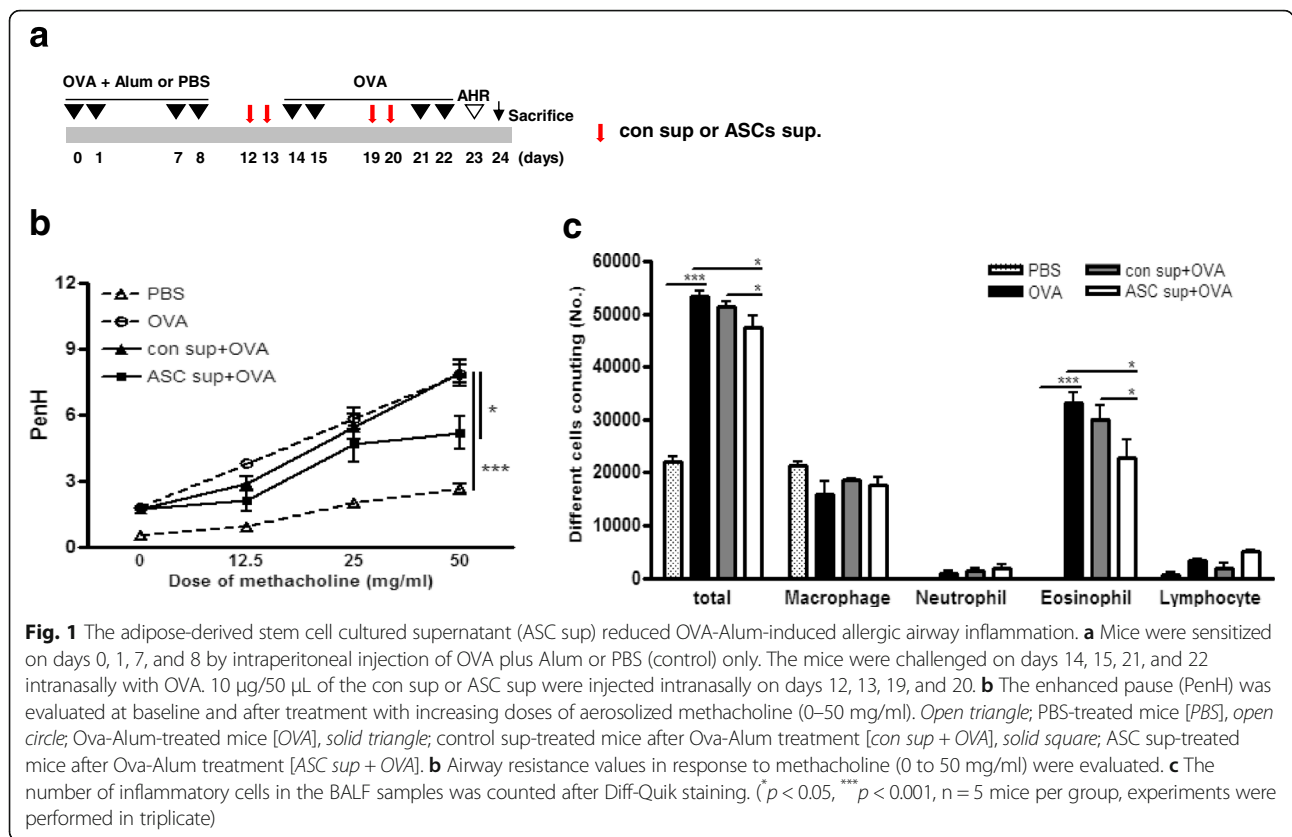 a
OVA + Alum or PBS
OVA
AHR
Sacrifice
0 1 7 8 12 13 14 15 19 20 21 22 23 24 (days)
con sup or ASCs sup.
b
PenH
12
9
6
3
0
PBS
OVA
con sup+OVA
ASC sup+OVA
*
***
0 12.5 25 50
Dose of methacholine (mg/ml)
c
Different cells conuting (No.)
60000
50000
40000
30000
20000
10000
0
PBS
OVA
con sup+OVA
ASC sup+OVA
*
***
*
*
***
*
total Macrophage Neutrophil Eosinophil Lymphocyte
Fig. 1 The adipose-derived stem cell cultured supernatant (ASC sup) reduced OVA-Alum-induced allergic airway inflammation. a Mice were sensitized
on days 0, 1, 7, and 8 by intraperitoneal injection of OVA plus Alum or PBS (control) only. The mice were challenged on days 14, 15, 21, and 22
intranasally with OVA. 10 μg/50 μL of the con sup or ASC sup were injected intranasally on days 12, 13, 19, and 20. b The enhanced pause (PenH) was
evaluated at baseline and after treatment with increasing doses of aerosolized methacholine (0–50 mg/ml). Open triangle; PBS-treated mice [PBS], open
circle; Ova-Alum-treated mice [OVA], solid triangle; control sup-treated mice after Ova-Alum treatment [con sup + OVA], solid square; ASC sup-treated
mice after Ova-Alum treatment [ASC sup + OVA]. b Airway resistance values in response to methacholine (0 to 50 mg/ml) were evaluated. c The
number of inflammatory cells in the BALF samples was counted after Diff-Quik staining. (*p < 0.05, ***p < 0.001, n = 5 mice per group, experiments were
performed in triplicate)